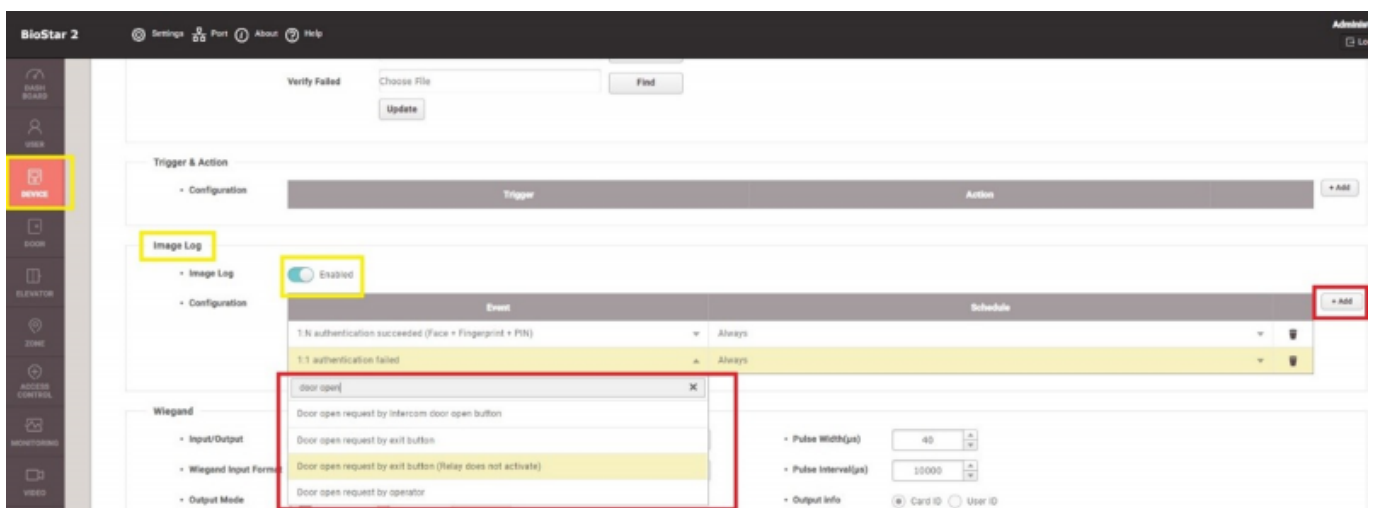 BioStar 2 Settings Port About Help
DASH BOARD
USER
DEVICE
DOOR
ELEVATOR
ZONE
ACCESS CONTROL
MONITORING
VIDEO
Verify Failed Choose File Find
Update
Trigger & Action
• Configuration Trigger Action + Add
Image Log
• Image Log Enabled
• Configuration Event Schedule + Add
1:N authentication succeeded (Face + Fingerprint + PIN) Always
1:1 authentication failed Always
door open
Door open request by intercom door open button
Door open request by exit button
Door open request by exit button (Relay does not activate)
Door open request by operator
Wiegand
• Input/Output • Pulse Width(µs) 40
• Wiegand Input Format • Pulse Interval(µs) 10000
• Output Mode • Output info Card ID User ID